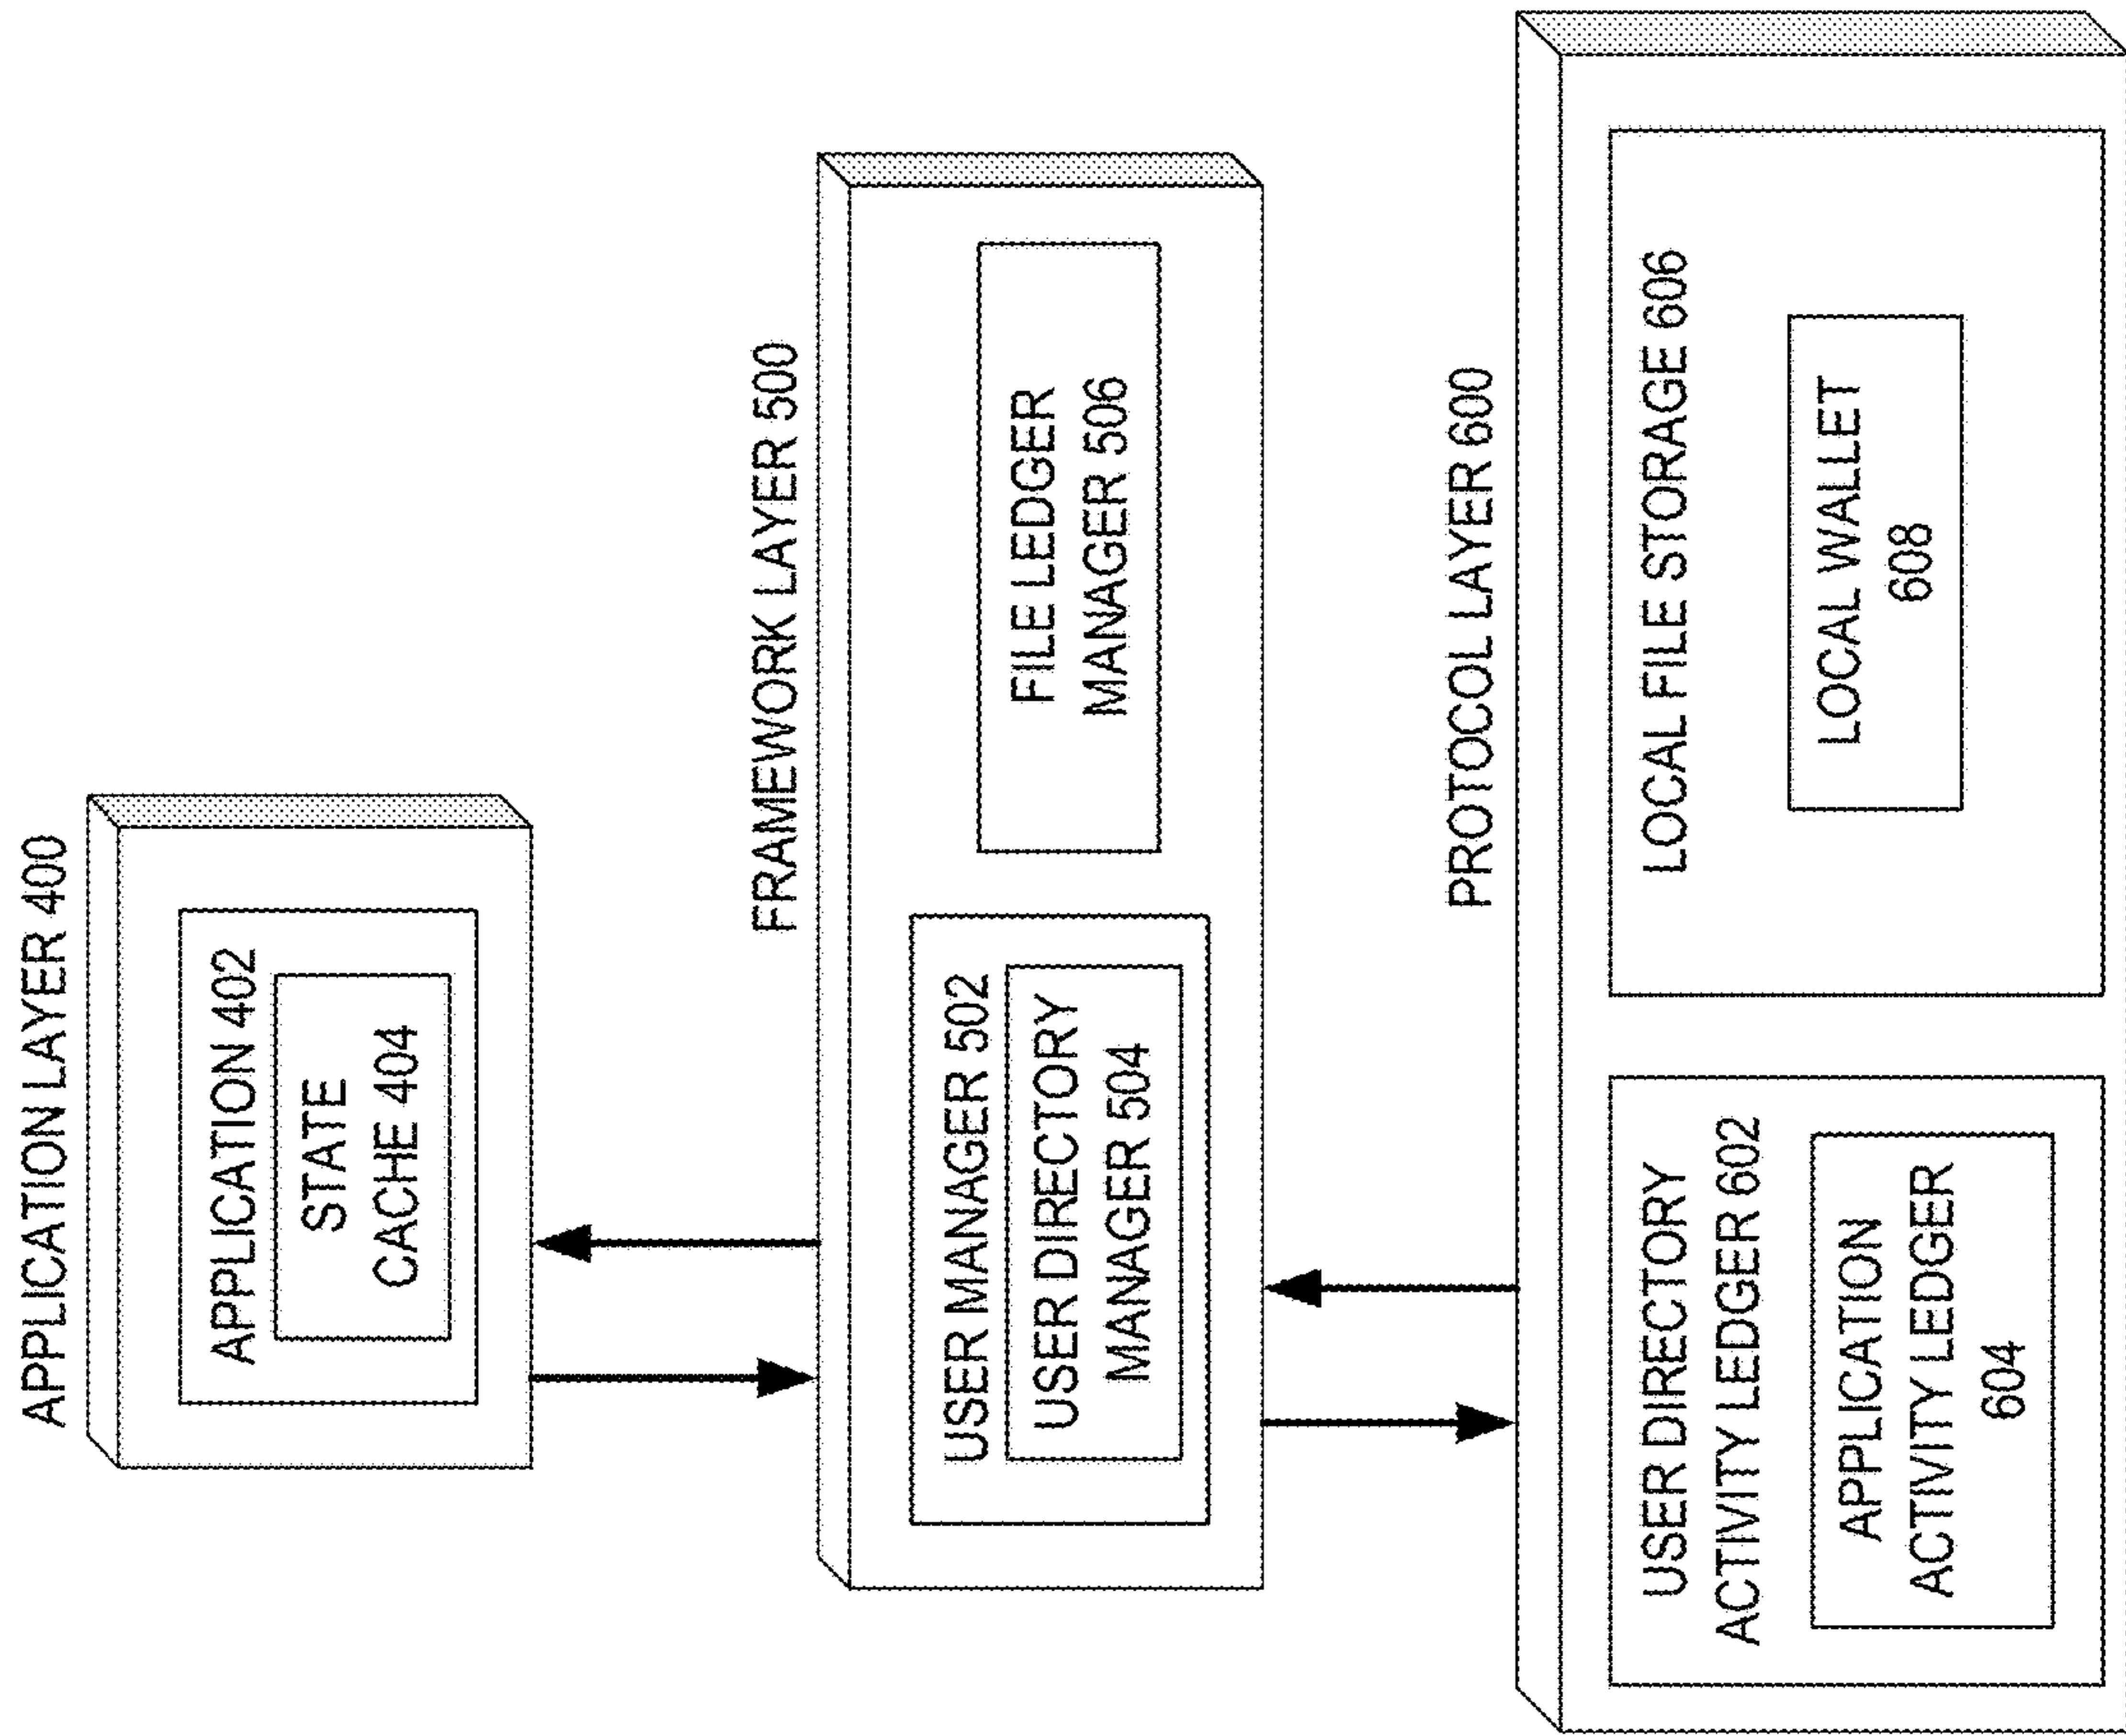 APPLICATION LAYER 400
APPLICATION 402
STATE
CACHE 404
FRAMEWORK LAYER 500
USER MANAGER 502
USER DIRECTORY
MANAGER 504
FILE LEDGER
MANAGER 506
PROTOCOL LAYER 600
USER DIRECTORY
ACTIVITY LEDGER 602
APPLICATION
ACTIVITY LEDGER
604
LOCAL FILE STORAGE 606
LOCAL WALLET
608